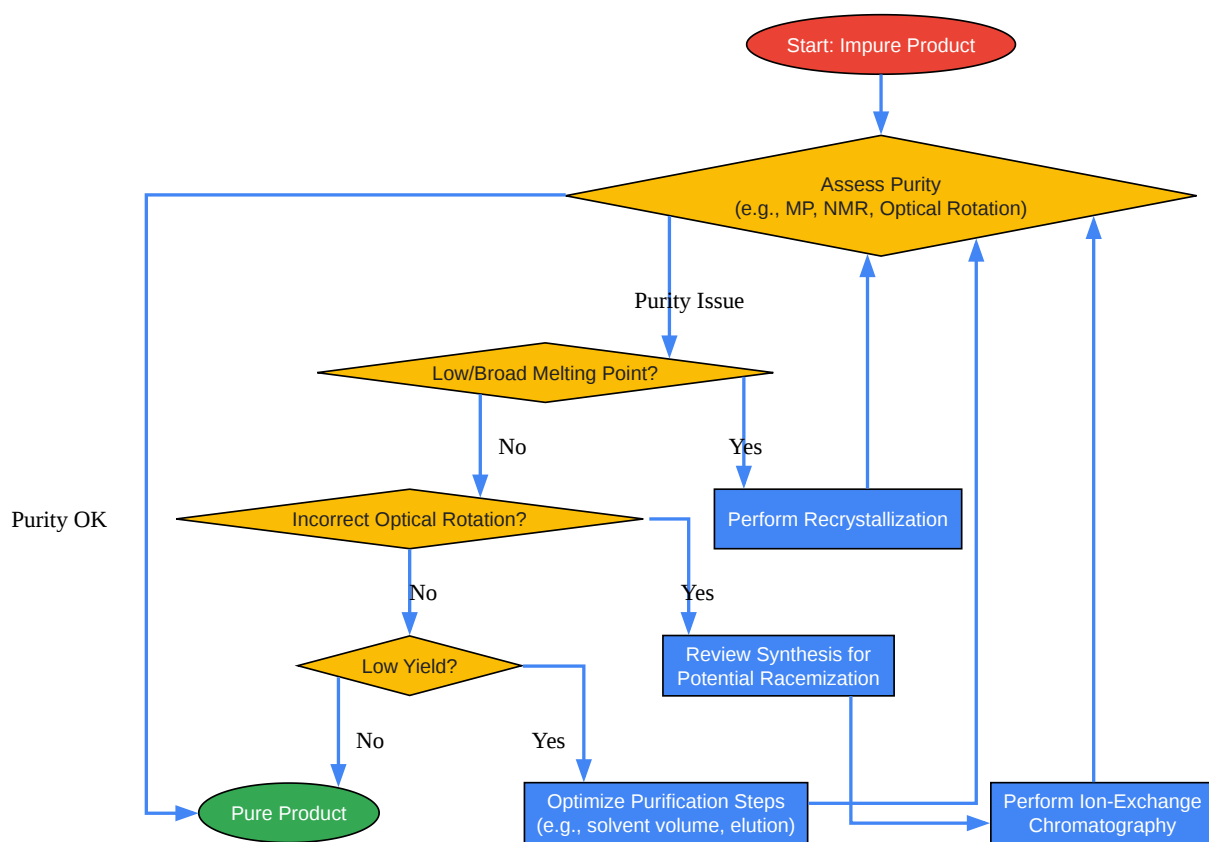 Start: Impure Product
Assess Purity
(e.g., MP, NMR, Optical Rotation)
Purity Issue
Low/Broad Melting Point?
No
Yes
Purity OK
Incorrect Optical Rotation?
Perform Recrystallization
No
Yes
Low Yield?
Review Synthesis for
Potential Racemization
No
Yes
Pure Product
Optimize Purification Steps
(e.g., solvent volume, elution)
Perform Ion-Exchange
Chromatography